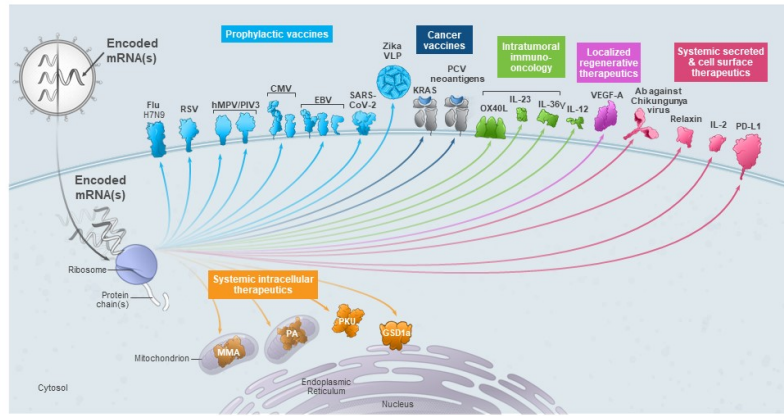 Encoded
mRNA(s)
Prophylactic vaccines
Cancer
vaccines
Intratumoral
immuno-
oncology
Localized
regenerative
therapeutics
Systemic secreted
& cell surface
therapeutics
Flu
H7N9
RSV
hMPV/PIV3
CMV
EBV
SARS-
CoV-2
Zika
VLP
KRAS
PCV
neoantigens
OX40L
IL-23
IL-36γ
IL-12
VEGF-A
Ab against
Chikungunya
virus
Relaxin
IL-2
PD-L1
Encoded
mRNA(s)
Ribosome
Protein
chain(s)
Systemic intracellular
therapeutics
Mitochondrion
MMA
PA
PKU
GSD1a
Cytosol
Endoplasmic
Reticulum
Nucleus